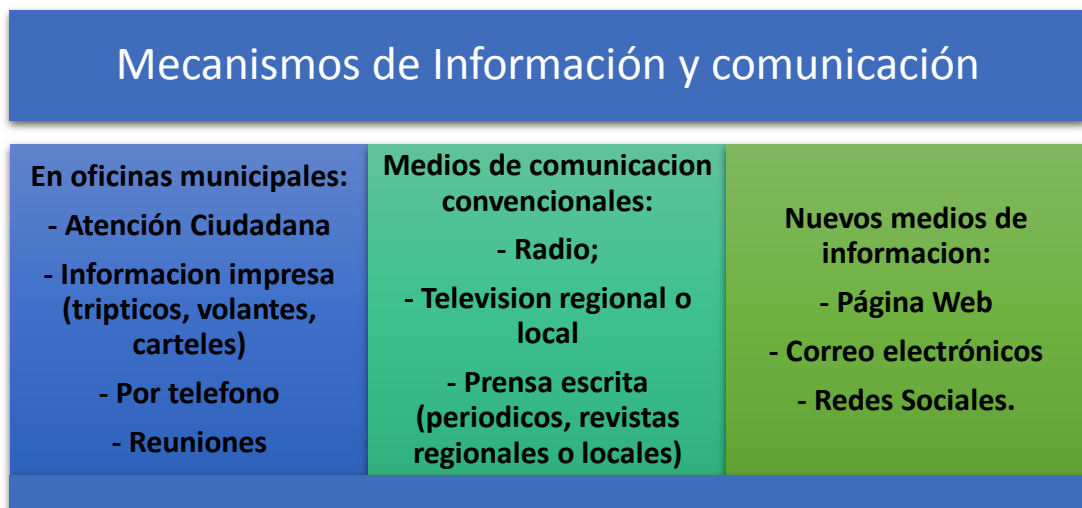 Mecanismos de Información y comunicación
En oficinas municipales:
- Atención Ciudadana
- Informacion impresa
(tripticos, volantes,
carteles)
- Por telefono
- Reuniones
Medios de comunicacion
convencionales:
- Radio;
- Television regional o
local
- Prensa escrita
(periodicos, revistas
regionales o locales)
Nuevos medios de
informacion:
- Página Web
- Correo electrónicos
- Redes Sociales.